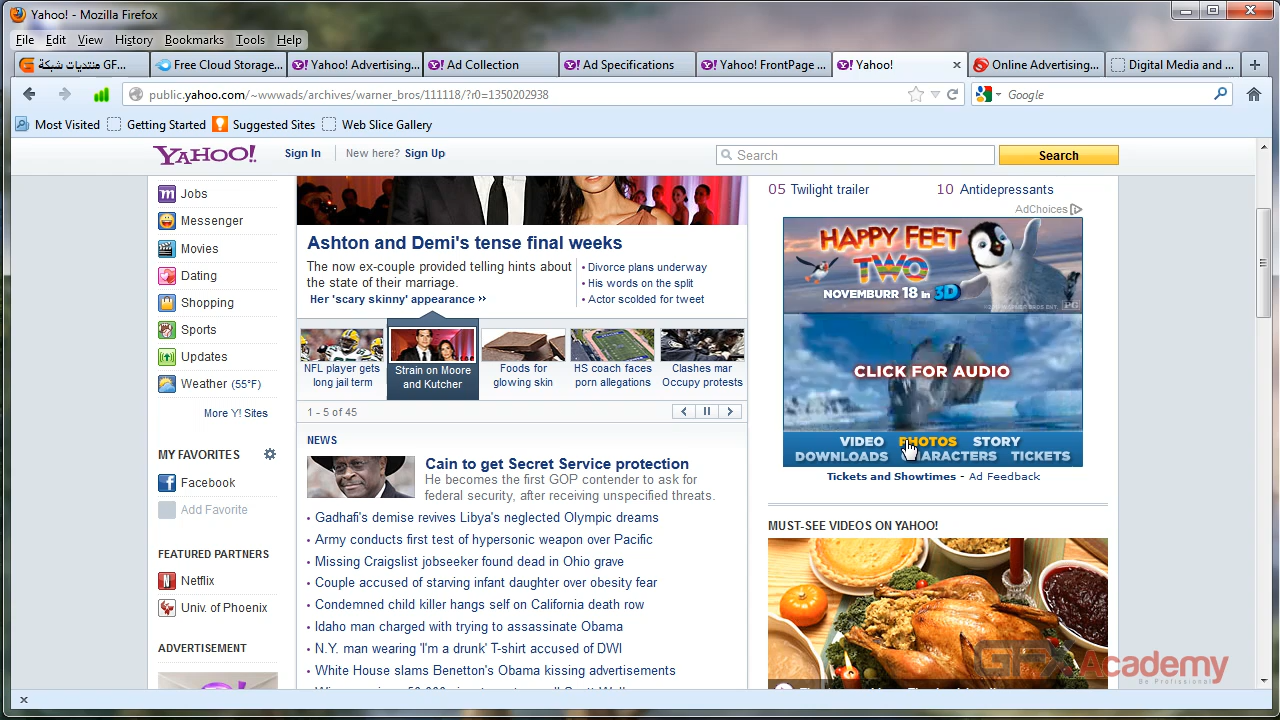 Yahoo! - Mozilla Firefox
File Edit View History Bookmarks Tools Help
منتديات شبكة GF...
Free Cloud Storage...
Yahoo! Advertising...
Ad Collection
Ad Specifications
Yahoo! FrontPage ...
Yahoo!
Online Advertising...
Digital Media and ...
public.yahoo.com/~wwwads/archives/warner_bros/111118/?r0=1350202938
Google
Most Visited
Getting Started
Suggested Sites
Web Slice Gallery
YAHOO!
Sign In
New here? Sign Up
Search
Search
Jobs
Messenger
Movies
Dating
Shopping
Sports
Updates
Weather (55°F)
More Y! Sites
MY FAVORITES
Facebook
Add Favorite
FEATURED PARTNERS
Netflix
Univ. of Phoenix
ADVERTISEMENT
Ashton and Demi's tense final weeks
The now ex-couple provided telling hints about
the state of their marriage.
Her 'scary skinny' appearance »
• Divorce plans underway
• His words on the split
• Actor scolded for tweet
NFL player gets
long jail term
Strain on Moore
and Kutcher
Foods for
glowing skin
HS coach faces
porn allegations
Clashes mar
Occupy protests
1 - 5 of 45
NEWS
Cain to get Secret Service protection
He becomes the first GOP contender to ask for
federal security, after receiving unspecified threats.
• Gadhafi's demise revives Libya's neglected Olympic dreams
• Army conducts first test of hypersonic weapon over Pacific
• Missing Craigslist jobseeker found dead in Ohio grave
• Couple accused of starving infant daughter over obesity fear
• Condemned child killer hangs self on California death row
• Idaho man charged with trying to assassinate Obama
• N.Y. man wearing 'I'm a drunk' T-shirt accused of DWI
• White House slams Benetton's Obama kissing advertisements
05 Twilight trailer
10 Antidepressants
AdChoices
HAPPY FEET
TWO
NOVEMBURR 18 in 3D
PG
CLICK FOR AUDIO
VIDEO PHOTOS STORY
DOWNLOADS CHARACTERS TICKETS
Tickets and Showtimes - Ad Feedback
MUST-SEE VIDEOS ON YAHOO!
GFX Academy
Be Professional